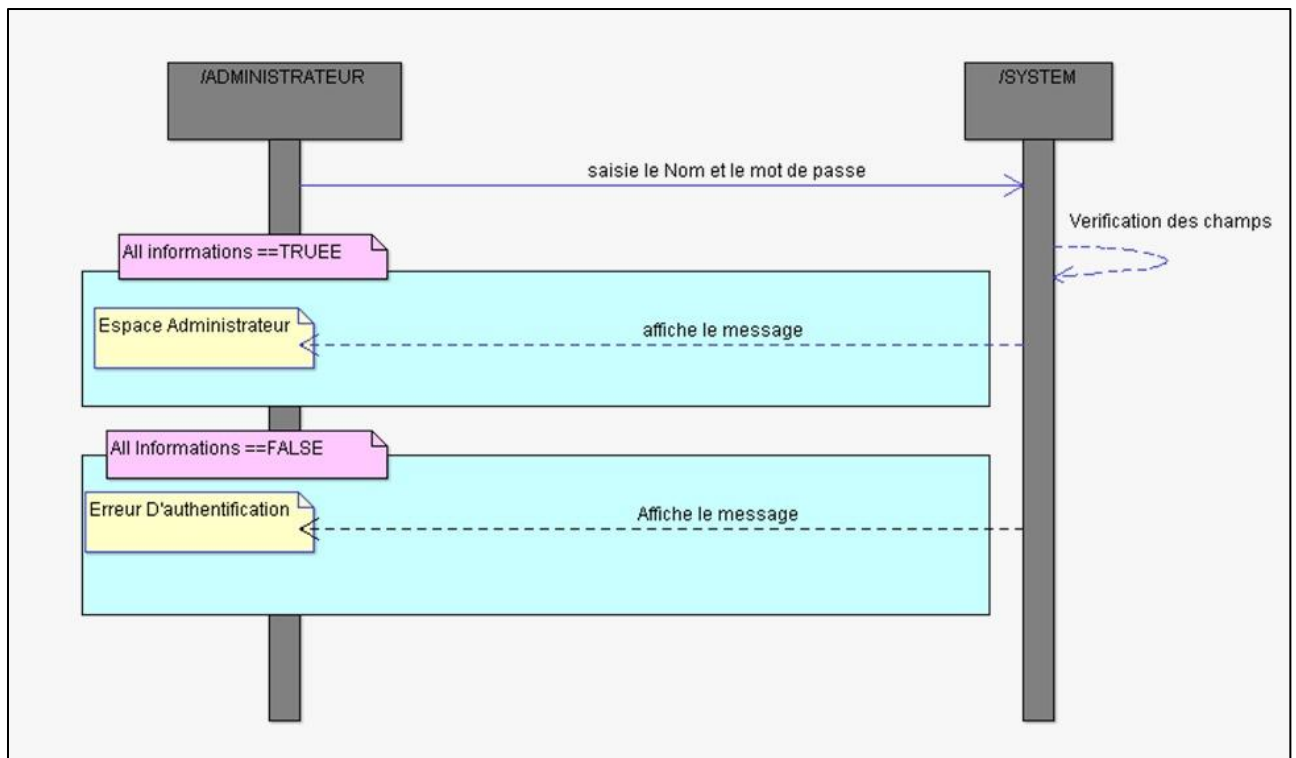 /ADMINISTRATEUR
/SYSTEM
saisie le Nom et le mot de passe
Verification des champs
All informations ==TRUEE
Espace Administrateur
affiche le message
All Informations ==FALSE
Erreur D'authentification
Affiche le message